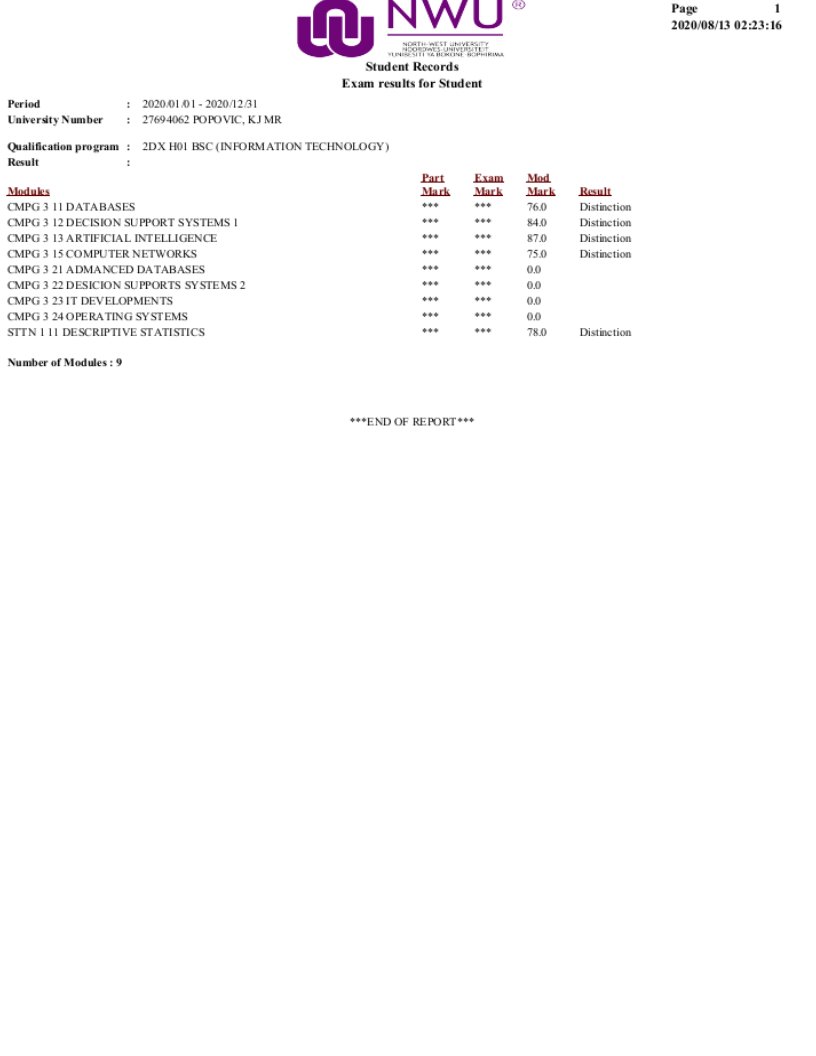 NWU ®
NORTH-WEST UNIVERSITY
NOORDWES-UNIVERSITEIT
YUNIBESITI YA BOKONE-BOPHIRIMA
Page 1
2020/08/13 02:23:16
Student Records
Exam results for Student
Period : 2020/01/01 - 2020/12/31
University Number : 27694062 POPOVIC, KJ MR
Qualification program : 2DX H01 BSC (INFORMATION TECHNOLOGY)
Result :
Part Exam Mod
Modules Mark Mark Mark Result
CMPG 3 11 DATABASES *** *** 76.0 Distinction
CMPG 3 12 DECISION SUPPORT SYSTEMS 1 *** *** 84.0 Distinction
CMPG 3 13 ARTIFICIAL INTELLIGENCE *** *** 87.0 Distinction
CMPG 3 15 COMPUTER NETWORKS *** *** 75.0 Distinction
CMPG 3 21 ADMANCED DATABASES *** *** 0.0
CMPG 3 22 DESICION SUPPORTS SYSTEMS 2 *** *** 0.0
CMPG 3 23 IT DEVELOPMENTS *** *** 0.0
CMPG 3 24 OPERATING SYSTEMS *** *** 0.0
STTN 1 11 DESCRIPTIVE STATISTICS *** *** 78.0 Distinction
Number of Modules : 9
***END OF REPORT***